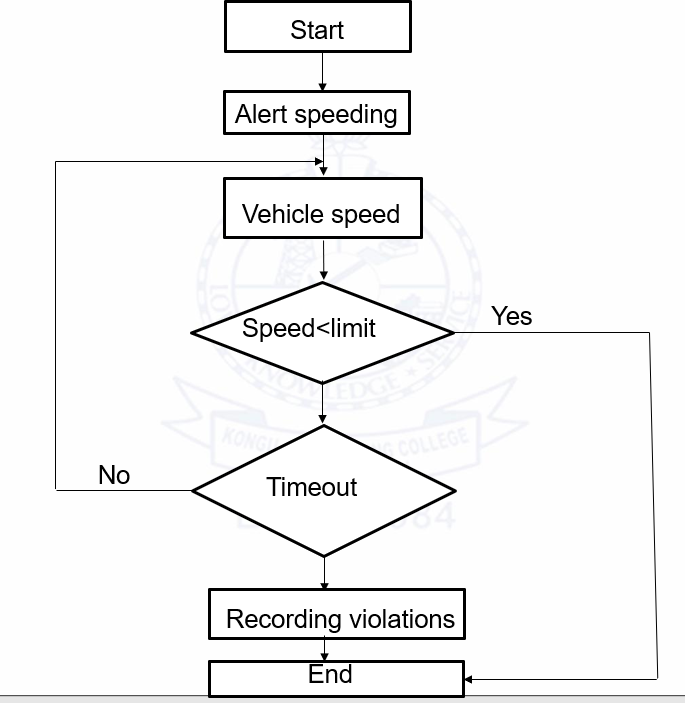 Start
Alert speeding
Vehicle speed
Speed<limit
Yes
No
Timeout
Recording violations
End